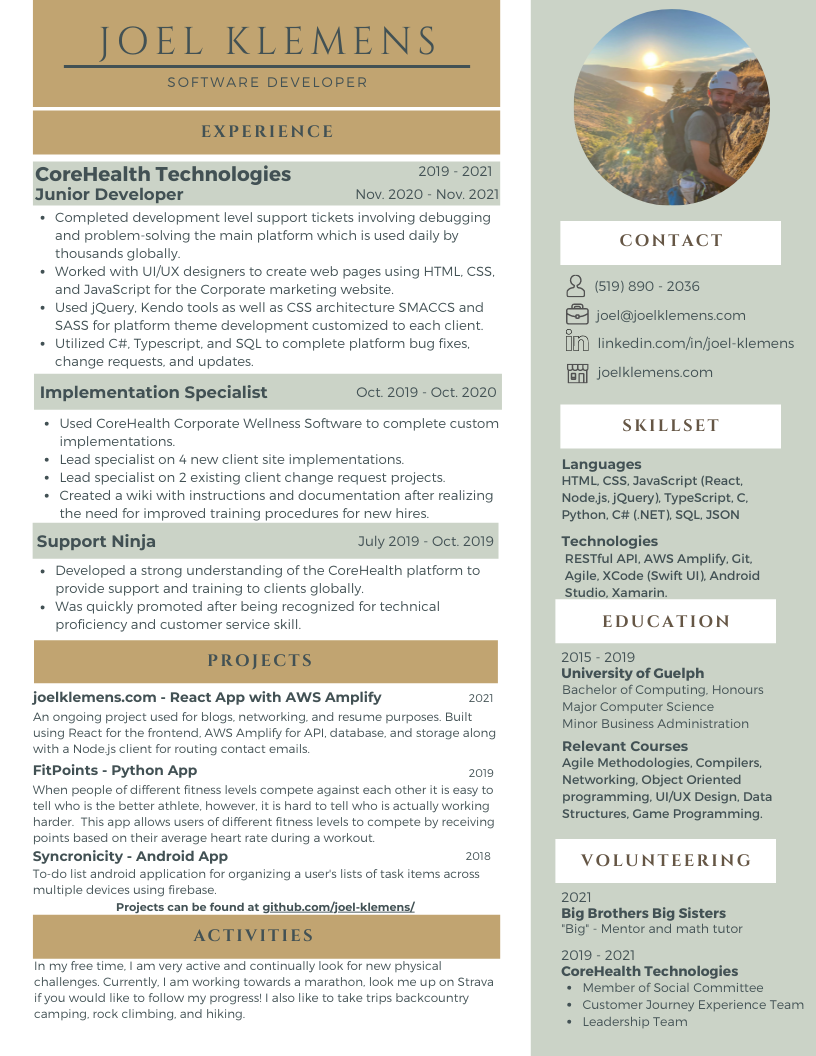 JOEL KLEMENS
SOFTWARE DEVELOPER
EXPERIENCE
CoreHealth Technologies 2019 - 2021
Junior Developer Nov. 2020 - Nov. 2021
• Completed development level support tickets involving debugging
and problem-solving the main platform which is used daily by
thousands globally.
• Worked with UI/UX designers to create web pages using HTML, CSS,
and JavaScript for the Corporate marketing website.
• Used jQuery, Kendo tools as well as CSS architecture SMACCS and
SASS for platform theme development customized to each client.
• Utilized C#, Typescript, and SQL to complete platform bug fixes,
change requests, and updates.
Implementation Specialist Oct. 2019 - Oct. 2020
• Used CoreHealth Corporate Wellness Software to complete custom
implementations.
• Lead specialist on 4 new client site implementations.
• Lead specialist on 2 existing client change request projects.
• Created a wiki with instructions and documentation after realizing
the need for improved training procedures for new hires.
Support Ninja July 2019 - Oct. 2019
• Developed a strong understanding of the CoreHealth platform to
provide support and training to clients globally.
• Was quickly promoted after being recognized for technical
proficiency and customer service skill.
PROJECTS
joelklemens.com - React App with AWS Amplify 2021
An ongoing project used for blogs, networking, and resume purposes. Built
using React for the frontend, AWS Amplify for API, database, and storage along
with a Node.js client for routing contact emails.
FitPoints - Python App 2019
When people of different fitness levels compete against each other it is easy to
tell who is the better athlete, however, it is hard to tell who is actually working
harder. This app allows users of different fitness levels to compete by receiving
points based on their average heart rate during a workout.
Syncronicity - Android App 2018
To-do list android application for organizing a user's lists of task items across
multiple devices using firebase.
Projects can be found at github.com/joel-klemens/
ACTIVITIES
In my free time, I am very active and continually look for new physical
challenges. Currently, I am working towards a marathon, look me up on Strava
if you would like to follow my progress! I also like to take trips backcountry
camping, rock climbing, and hiking.
CONTACT
(519) 890 - 2036
joel@joelklemens.com
in linkedin.com/in/joel-klemens
joelklemens.com
SKILLSET
Languages
HTML, CSS, JavaScript (React,
Node,js, jQuery), TypeScript, C,
Python, C# (.NET), SQL, JSON
Technologies
RESTful API, AWS Amplify, Git,
Agile, XCode (Swift UI), Android
Studio, Xamarin.
EDUCATION
2015 - 2019
University of Guelph
Bachelor of Computing, Honours
Major Computer Science
Minor Business Administration
Relevant Courses
Agile Methodologies, Compilers,
Networking, Object Oriented
programming, UI/UX Design, Data
Structures, Game Programming.
VOLUNTEERING
2021
Big Brothers Big Sisters
"Big" - Mentor and math tutor
2019 - 2021
CoreHealth Technologies
• Member of Social Committee
• Customer Journey Experience Team
• Leadership Team